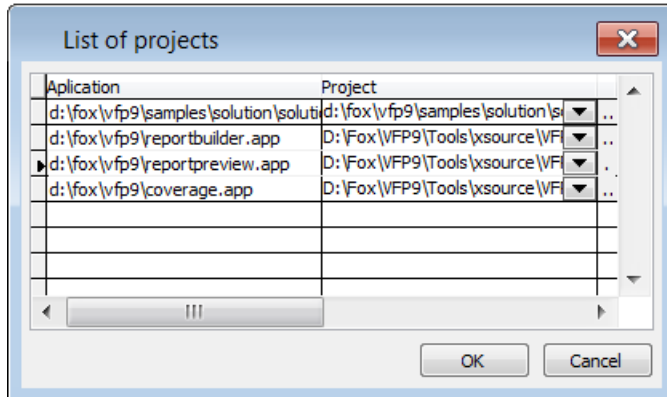 List of projects
Aplication Project
d:\fox\vfp9\samples\solution\soluti d:\fox\vfp9\samples\solution\s ..
d:\fox\vfp9\reportbuilder.app D:\Fox\VFP9\Tools\xsource\VF ..
d:\fox\vfp9\reportpreview.app D:\Fox\VFP9\Tools\xsource\VF .
d:\fox\vfp9\coverage.app D:\Fox\VFP9\Tools\xsource\VF ..
OK Cancel